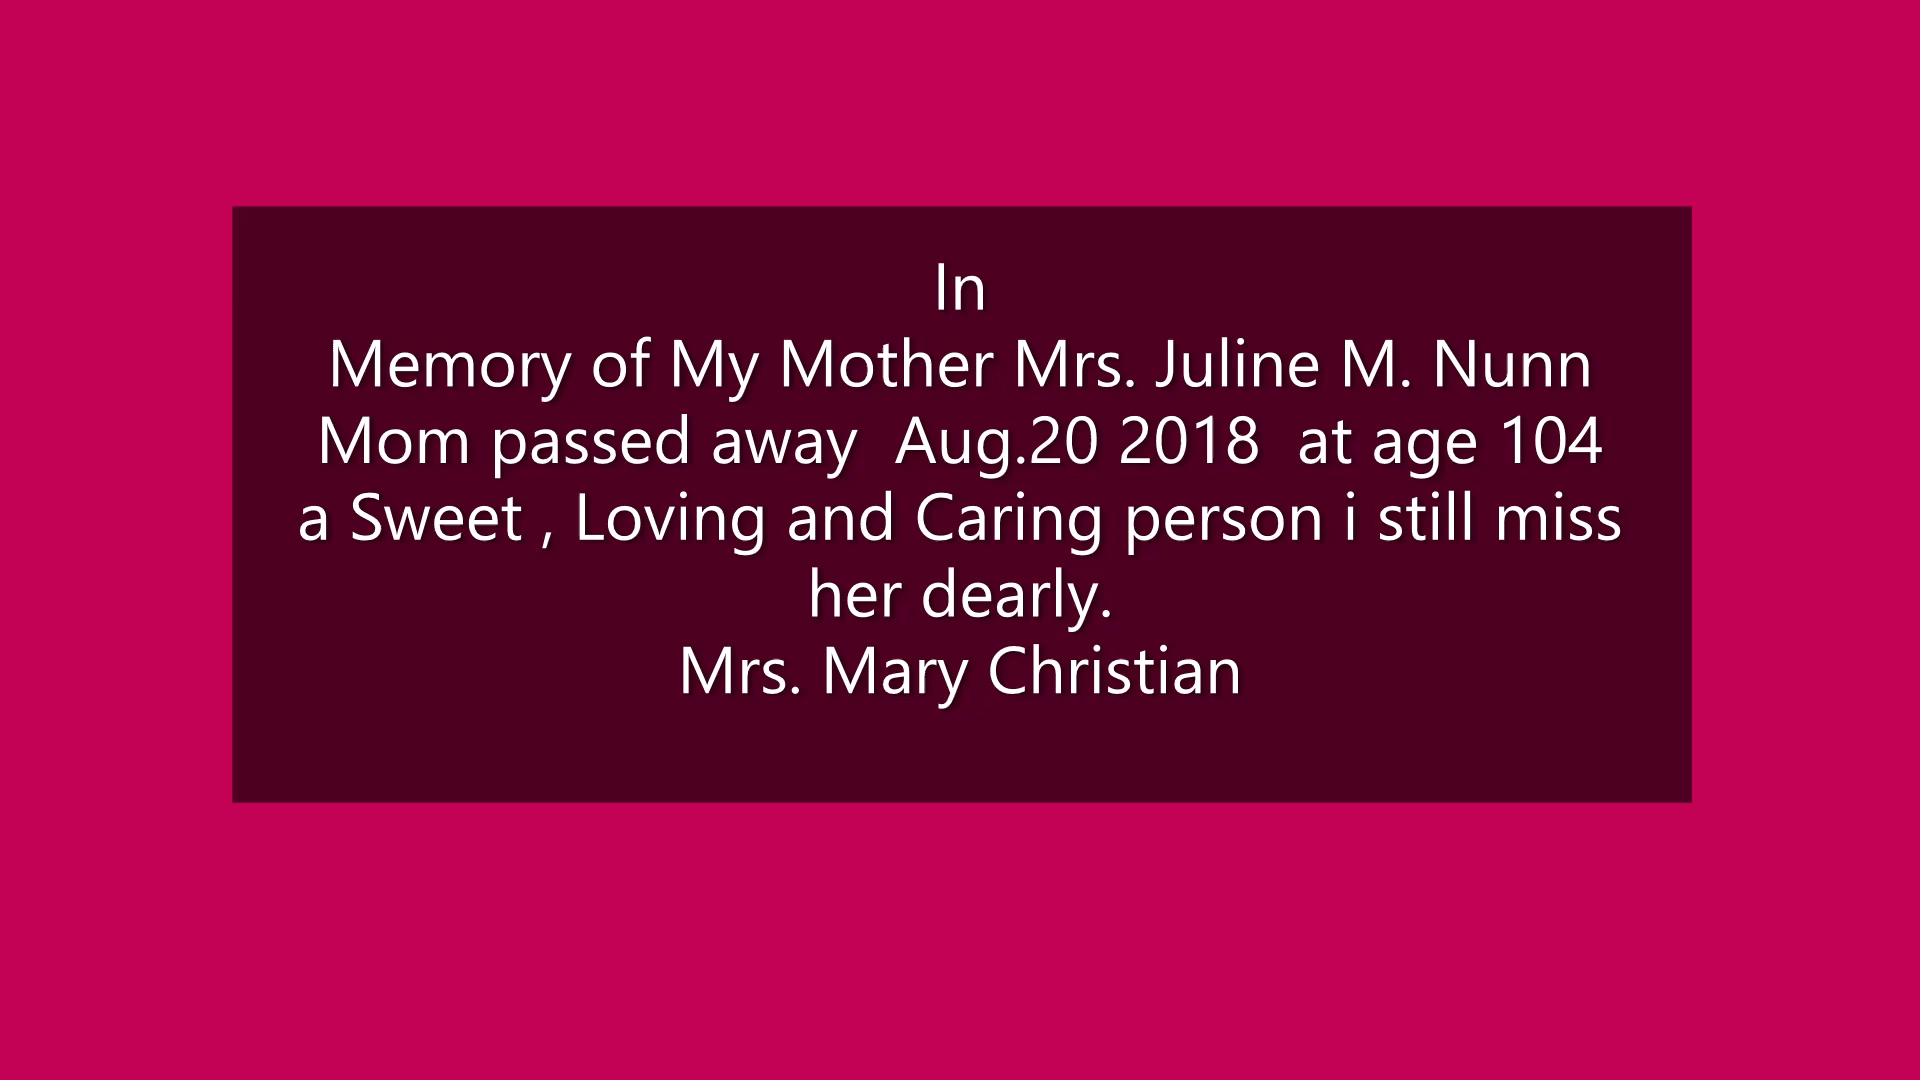 In
Memory of My Mother Mrs. Juline M. Nunn
Mom passed away  Aug.20 2018  at age 104
a Sweet , Loving and Caring person i still miss
her dearly.
Mrs. Mary Christian